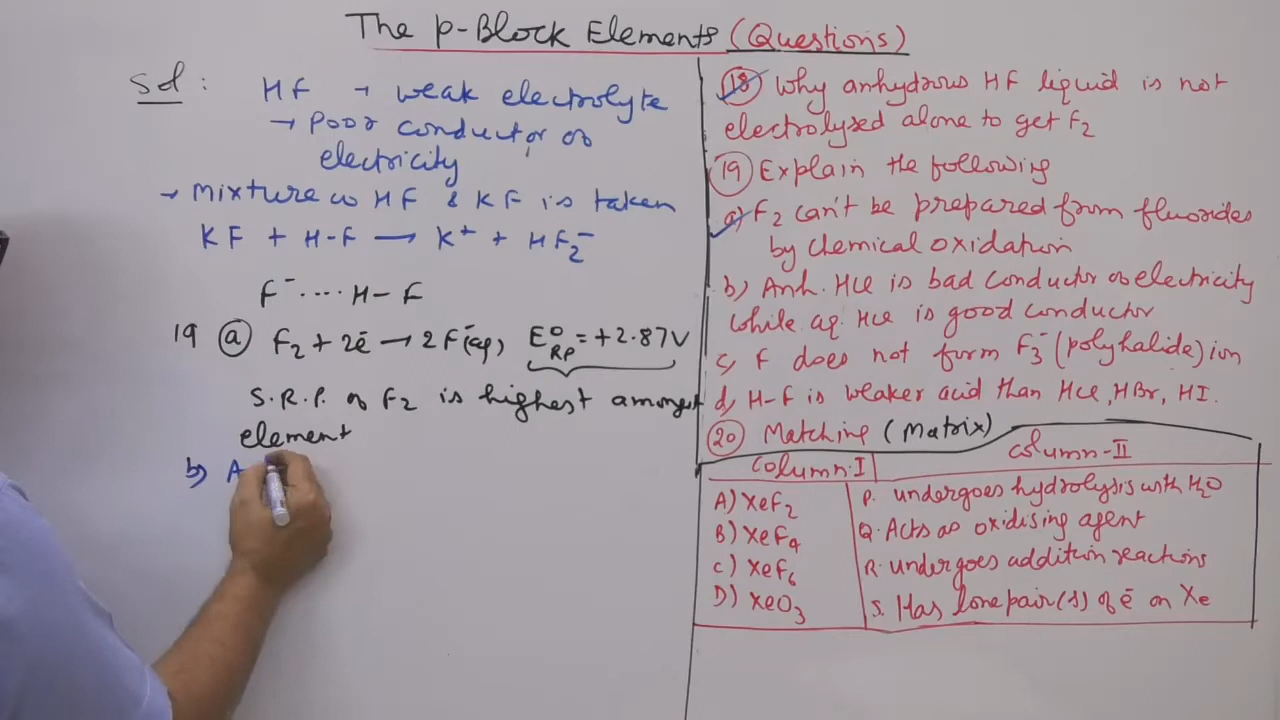 The p-Block Elements (Questions)
Sol :
HF → weak electrolyte
→ Poor conductor of
electricity
→ Mixture of HF & KF is taken
KF + H-F → K⁺ + HF₂⁻
F⁻ .... H-F
19 (a) F₂ + 2ē → 2F⁻(aq) E°RP = +2.87V
S.R.P. of F₂ is highest amongst
element
b) A
(18) Why anhydrous HF liquid is not
electrolyzed alone to get F₂
(19) Explain the following
a) F₂ can't be prepared from fluorides
by chemical oxidation
b) Anh. HCl is bad conductor of electricity
while aq. HCl is good conductor
c) F does not form F₃⁻ (polyhalide) ion
d) H-F is weaker acid than HCl, HBr, HI.
(20) Matching (Matrix)
Column-I
Column-II
A) XeF₂
P. undergoes hydrolysis with H₂O
B) XeF₄
Q. Acts as oxidising agent
C) XeF₆
R. undergoes addition reactions
D) XeO₃
S. Has lone pair(s) of ē on Xe